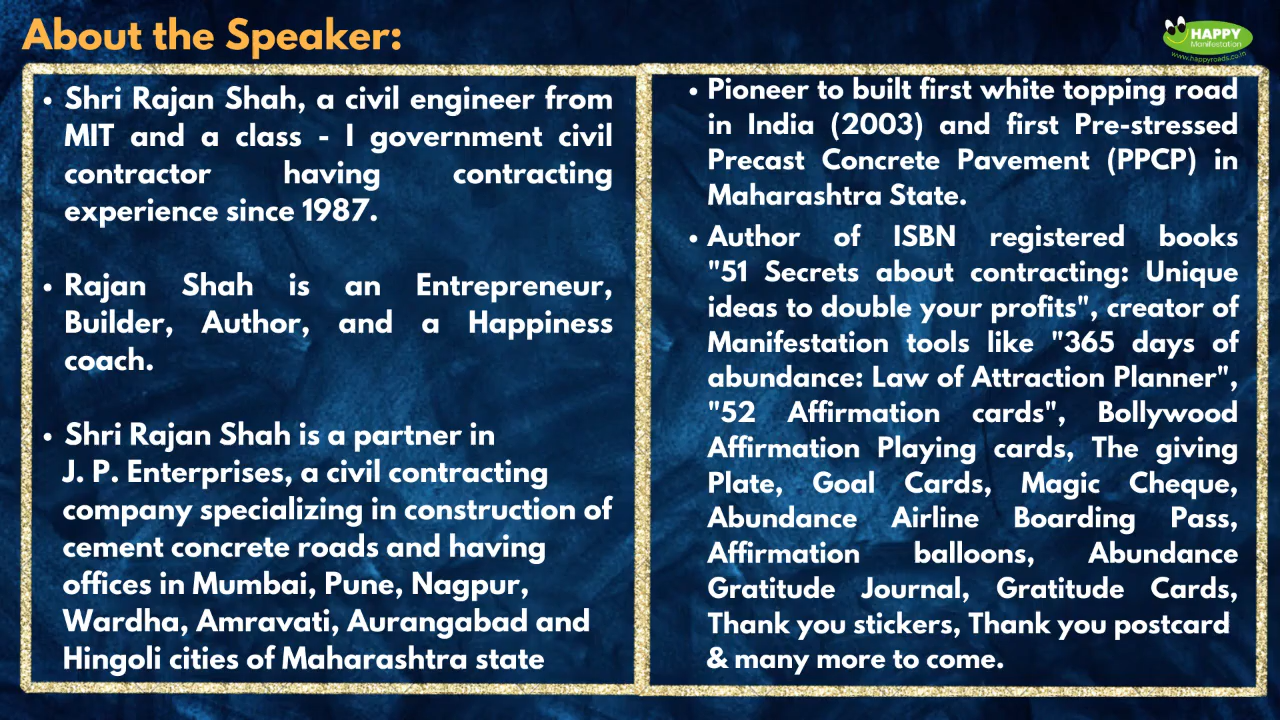 About the Speaker:
HAPPY
Manifestation
www.happyroads.co.in
• Shri Rajan Shah, a civil engineer from
MIT and a class - I government civil
contractor having contracting
experience since 1987.
• Rajan Shah is an Entrepreneur,
Builder, Author, and a Happiness
coach.
• Shri Rajan Shah is a partner in
J. P. Enterprises, a civil contracting
company specializing in construction of
cement concrete roads and having
offices in Mumbai, Pune, Nagpur,
Wardha, Amravati, Aurangabad and
Hingoli cities of Maharashtra state
• Pioneer to built first white topping road
in India (2003) and first Pre-stressed
Precast Concrete Pavement (PPCP) in
Maharashtra State.
• Author of ISBN registered books
"51 Secrets about contracting: Unique
ideas to double your profits", creator of
Manifestation tools like "365 days of
abundance: Law of Attraction Planner",
"52 Affirmation cards", Bollywood
Affirmation Playing cards, The giving
Plate, Goal Cards, Magic Cheque,
Abundance Airline Boarding Pass,
Affirmation balloons, Abundance
Gratitude Journal, Gratitude Cards,
Thank you stickers, Thank you postcard
& many more to come.